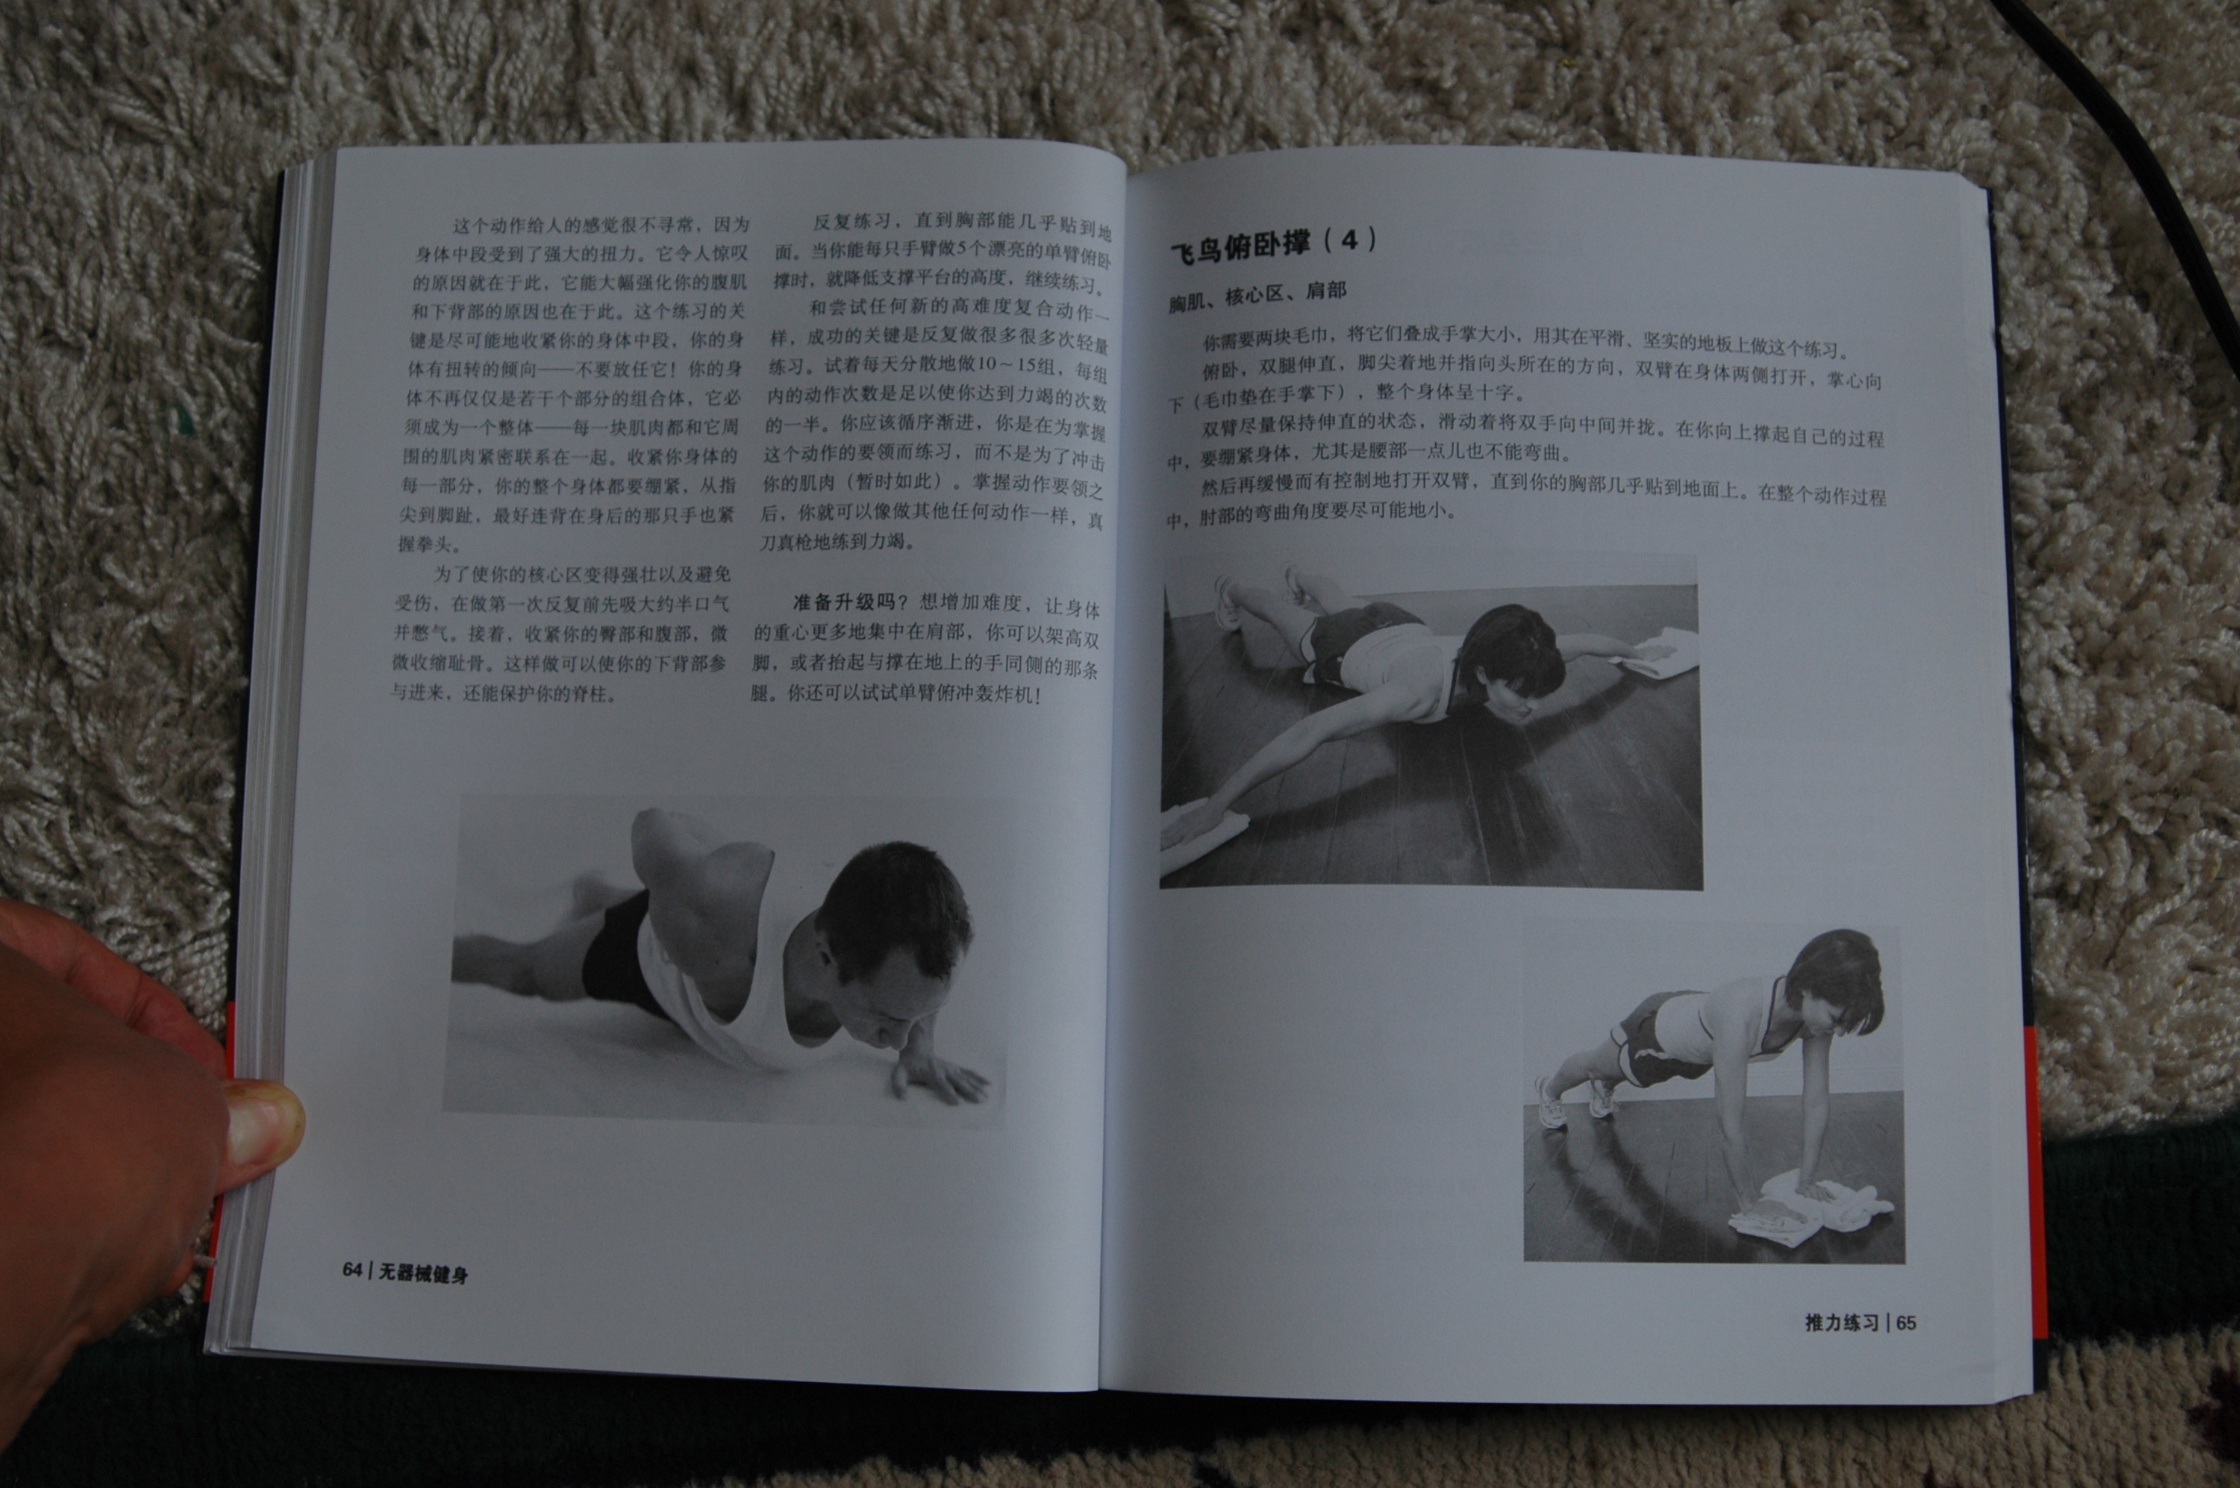 这个动作给人的感觉很不寻常，因为
身体中段受到了强大的扭力。它令人惊叹
的原因就在于此，它能大幅强化你的腹肌
和下背部的原因也在于此。这个练习的关
键是尽可能地收紧你的身体中段，你的身
体有扭转的倾向——不要放任它！你的身
体不再仅仅是若干个部分的组合体，它必
须成为一个整体——每一块肌肉都和它周
围的肌肉紧密联系在一起。收紧你身体的
每一部分，你的整个身体都要绷紧，从指
尖到脚趾，最好连背在身后的那只手也紧
握拳头。
为了使你的核心区变得强壮以及避免
受伤，在做第一次反复前先吸大约半口气
并憋气。接着，收紧你的臀部和腹部，微
微收缩耻骨。这样做可以使你的下背部参
与进来，还能保护你的脊柱。
反复练习，直到胸部能几乎贴到地
面。当你能每只手臂做5个漂亮的单臂俯卧
撑时，就降低支撑平台的高度，继续练习。
和尝试任何新的高难度复合动作一
样，成功的关键是反复做很多很多次轻量
练习。试着每天分散地做10～15组，每组
内的动作次数是足以使你达到力竭的次数
的一半。你应该循序渐进，你是在为掌握
这个动作的要领而练习，而不是为了冲击
你的肌肉（暂时如此）。掌握动作要领之
后，你就可以像做其他任何动作一样，真
刀真枪地练到力竭。
准备升级吗？想增加难度，让身体
的重心更多地集中在肩部，你可以架高双
脚，或者抬起与撑在地上的手同侧的那条
腿。你还可以试试单臂俯冲轰炸机！
64 | 无器械健身
飞鸟俯卧撑（4）
胸肌、核心区、肩部
你需要两块毛巾，将它们叠成手掌大小，用其在平滑、坚实的地板上做这个练习。
俯卧，双腿伸直，脚尖着地并指向头所在的方向，双臂在身体两侧打开，掌心向
下（毛巾垫在手掌下），整个身体呈十字。
双臂尽量保持伸直的状态，滑动着将双手向中间并拢。在你向上撑起自己的过程
中，要绷紧身体，尤其是腰部一点儿也不能弯曲。
然后再缓慢而有控制地打开双臂，直到你的胸部几乎贴到地面上。在整个动作过程
中，肘部的弯曲角度要尽可能地小。
推力练习 | 65